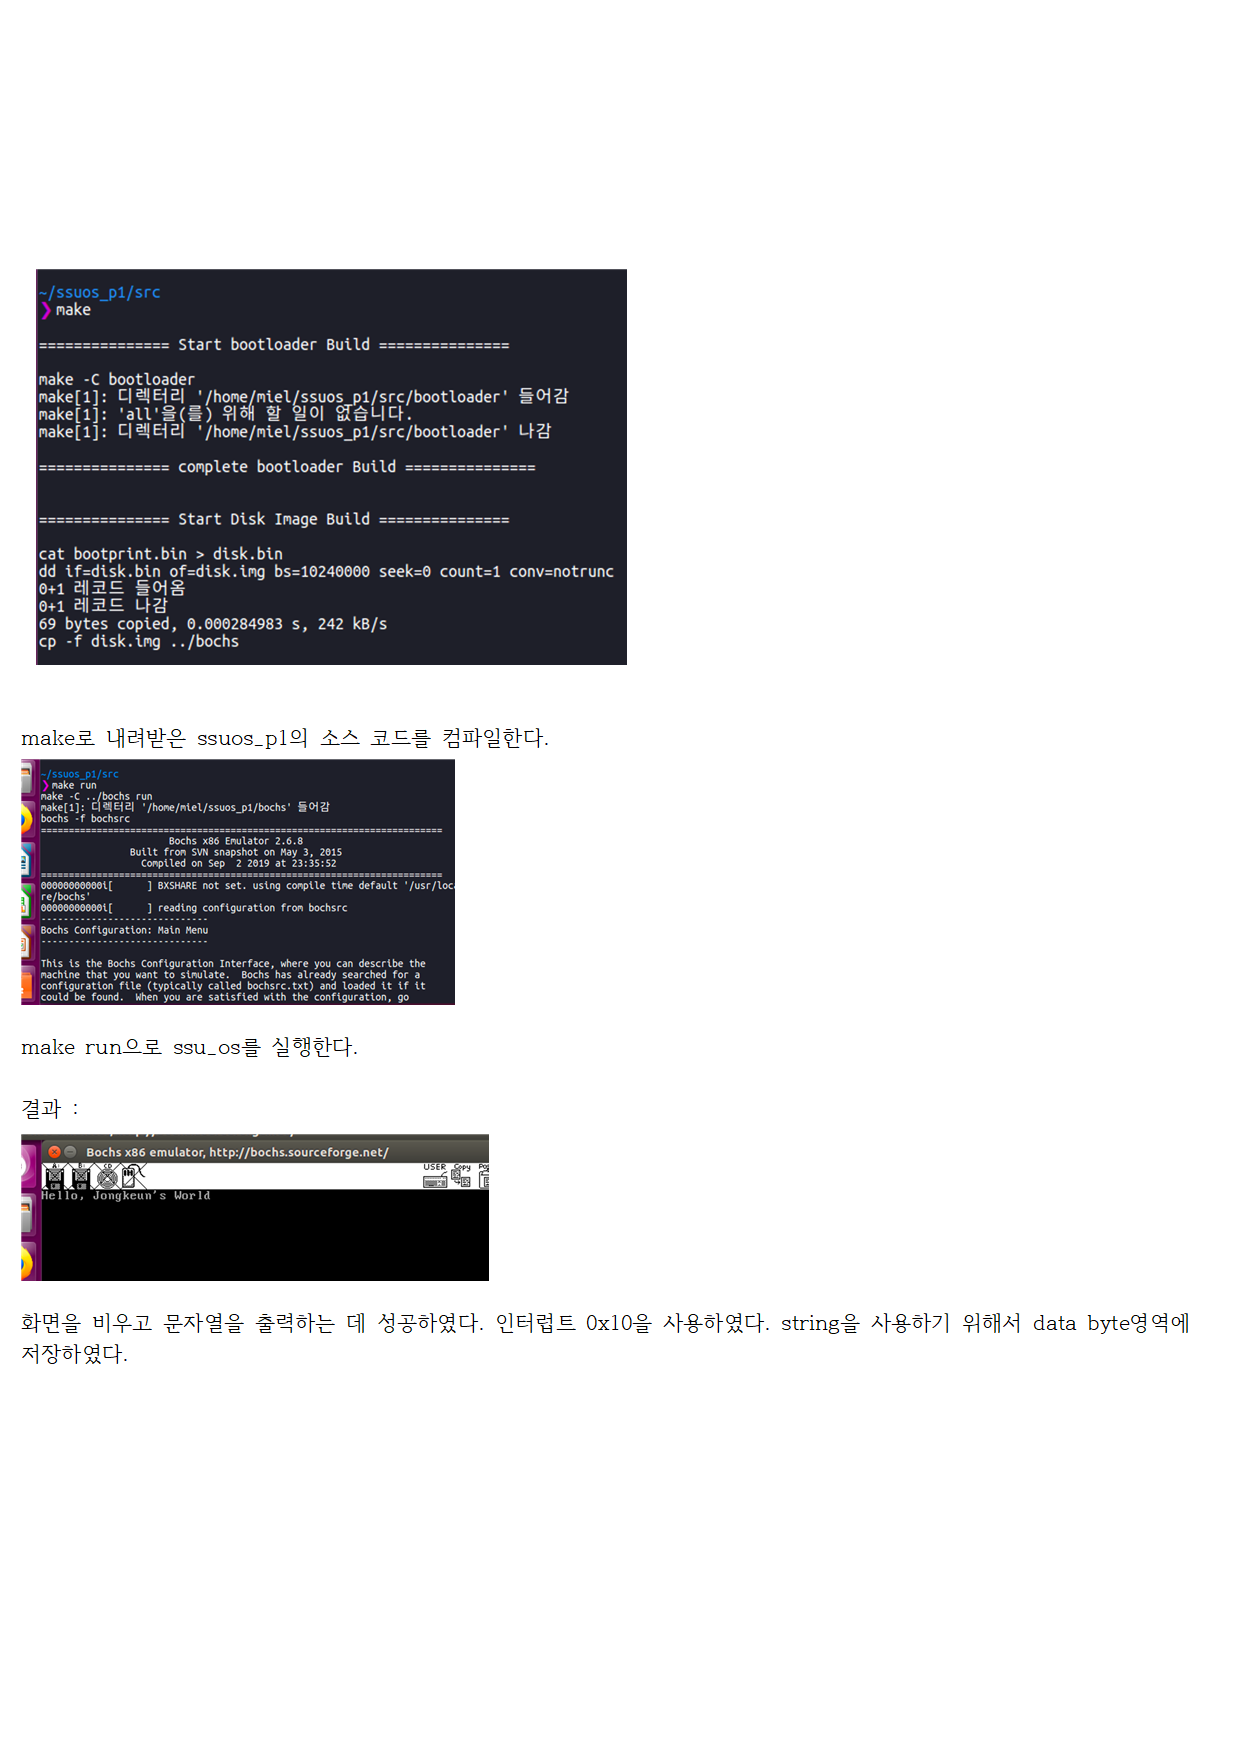 ~/ssuos_p1/src
❯ make
=============== Start bootloader Build ===============
make -C bootloader
make[1]: 디렉터리 '/home/miel/ssuos_p1/src/bootloader' 들어감
make[1]: 'all'을(를) 위해 할 일이 없습니다.
make[1]: 디렉터리 '/home/miel/ssuos_p1/src/bootloader' 나감
=============== complete bootloader Build ===============
=============== Start Disk Image Build ===============
cat bootprint.bin > disk.bin
dd if=disk.bin of=disk.img bs=10240000 seek=0 count=1 conv=notrunc
0+1 레코드 들어옴
0+1 레코드 나감
69 bytes copied, 0.000284983 s, 242 kB/s
cp -f disk.img ../bochs
make로 내려받은 ssuos_p1의 소스 코드를 컴파일한다.
~/ssuos_p1/src
❯ make run
make -C ../bochs run
make[1]: 디렉터리 '/home/miel/ssuos_p1/bochs' 들어감
bochs -f bochsrc
========================================================================
Bochs x86 Emulator 2.6.8
Built from SVN snapshot on May 3, 2015
Compiled on Sep 2 2019 at 23:35:52
========================================================================
00000000000i[ ] BXSHARE not set. using compile time default '/usr/loc
re/bochs'
00000000000i[ ] reading configuration from bochsrc
------------------------------
Bochs Configuration: Main Menu
------------------------------
This is the Bochs Configuration Interface, where you can describe the
machine that you want to simulate. Bochs has already searched for a
configuration file (typically called bochsrc.txt) and loaded it if it
could be found. When you are satisfied with the configuration, go
make run으로 ssu_os를 실행한다.
결과 :
Bochs x86 emulator, http://bochs.sourceforge.net/
A: B: CD USER Copy
Hello, Jongkeun's World
화면을 비우고 문자열을 출력하는 데 성공하였다. 인터럽트 0x10을 사용하였다. string을 사용하기 위해서 data byte영역에
저장하였다.